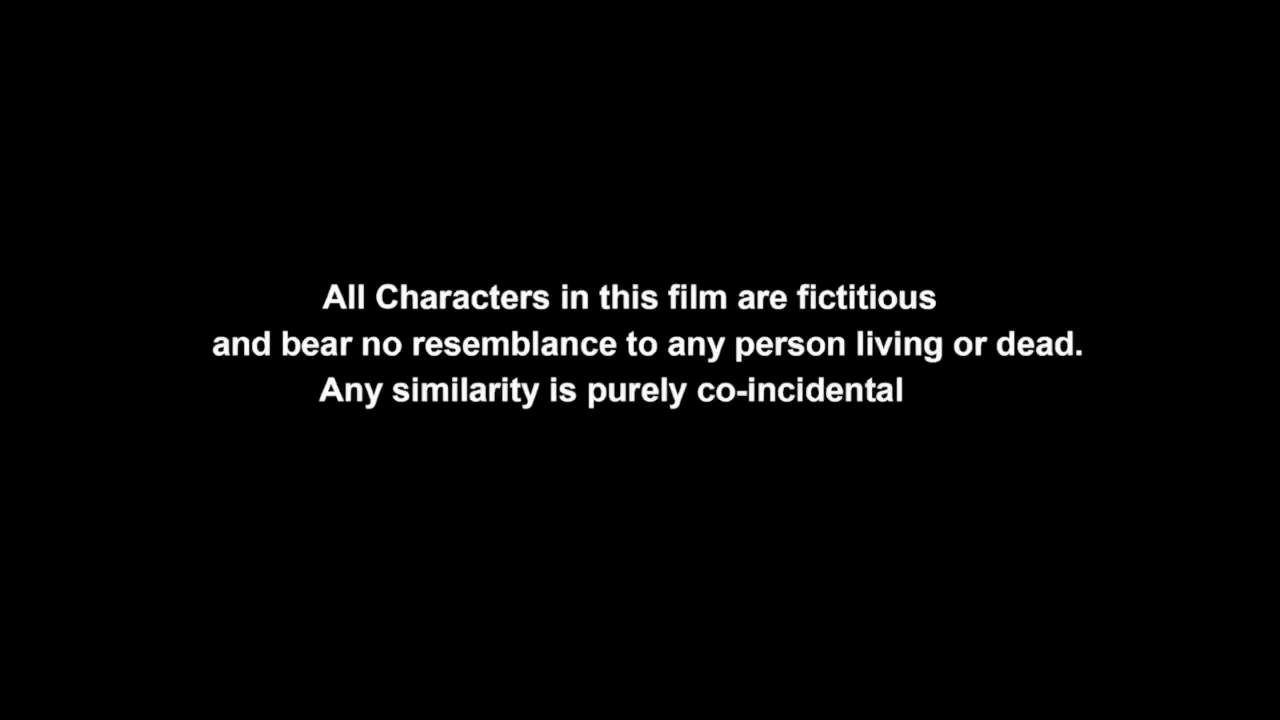 All Characters in this film are fictitious
and bear no resemblance to any person living or dead.
Any similarity is purely co-incidental